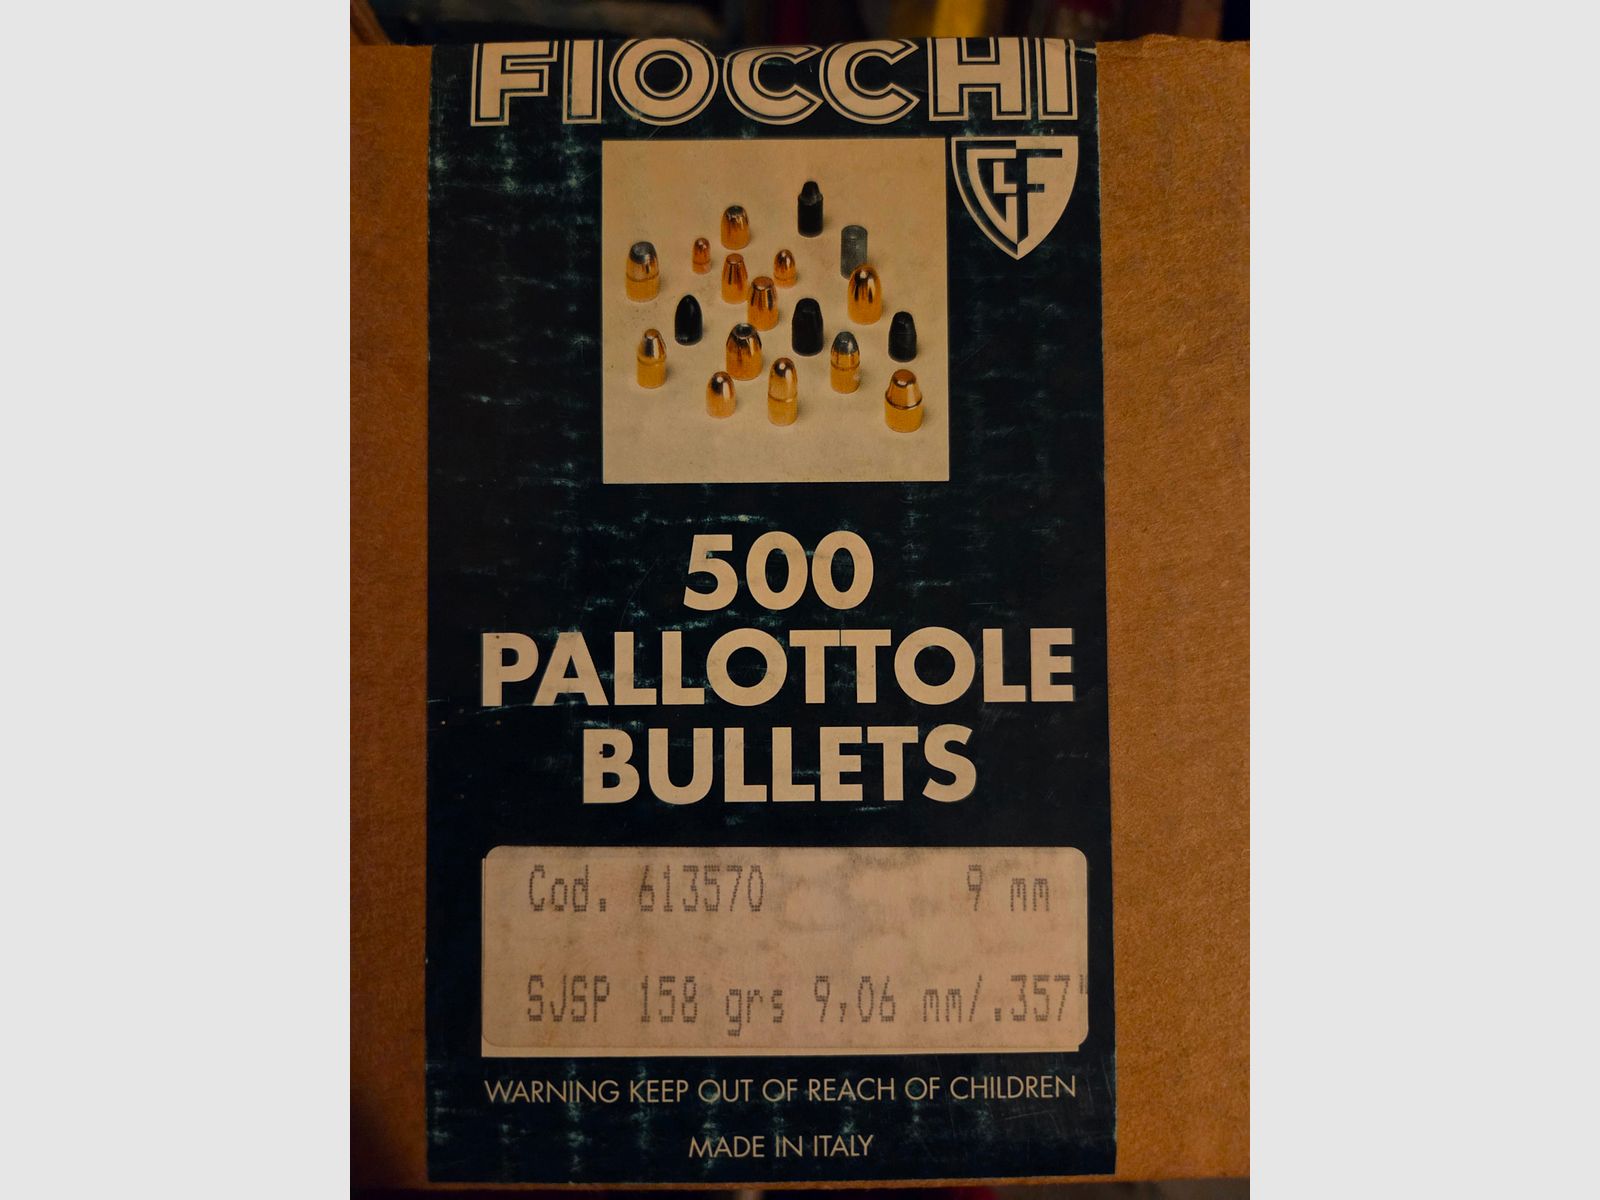 FIOCCHI
GLF
500
PALLOTTOLE
BULLETS
Cod. 613570 9 mm
SJSP 158 grs 9,06 mm/.357"
WARNING KEEP OUT OF REACH OF CHILDREN
MADE IN ITALY